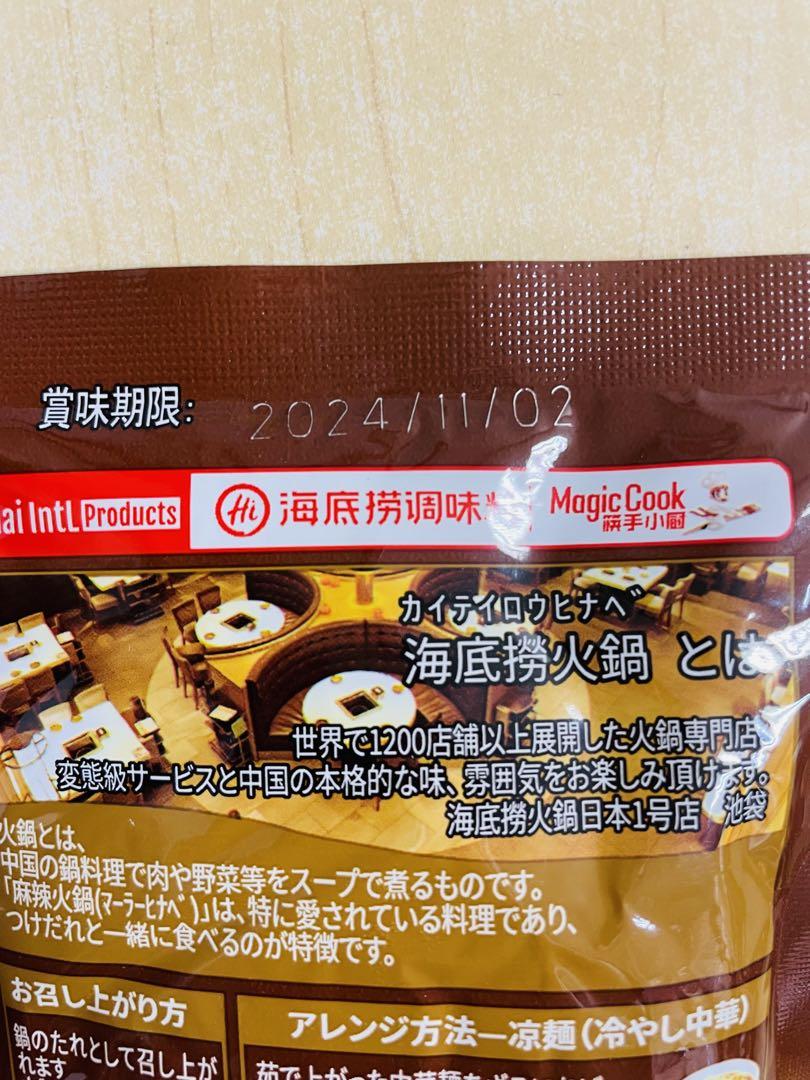 賞味期限: 2024/11/02
ai IntL Products
Hi 海底捞调味料 Magic Cook
筷手小厨
カイテイロウヒナベ
海底撈火鍋 とは
世界で1200店舗以上展開した火鍋専門店。
変態級サービスと中国の本格的な味、雰囲気をお楽しみ頂けます。
海底撈火鍋日本1号店 池袋
火鍋とは、
中国の鍋料理で肉や野菜等をスープで煮るものです。
「麻辣火鍋(マーラーヒナベ)」は、特に愛されている料理であり、
つけだれと一緒に食べるのが特徴です。
お召し上がり方
鍋のたれとして召し上が
れます
アレンジ方法—凉麺(冷やし中華)